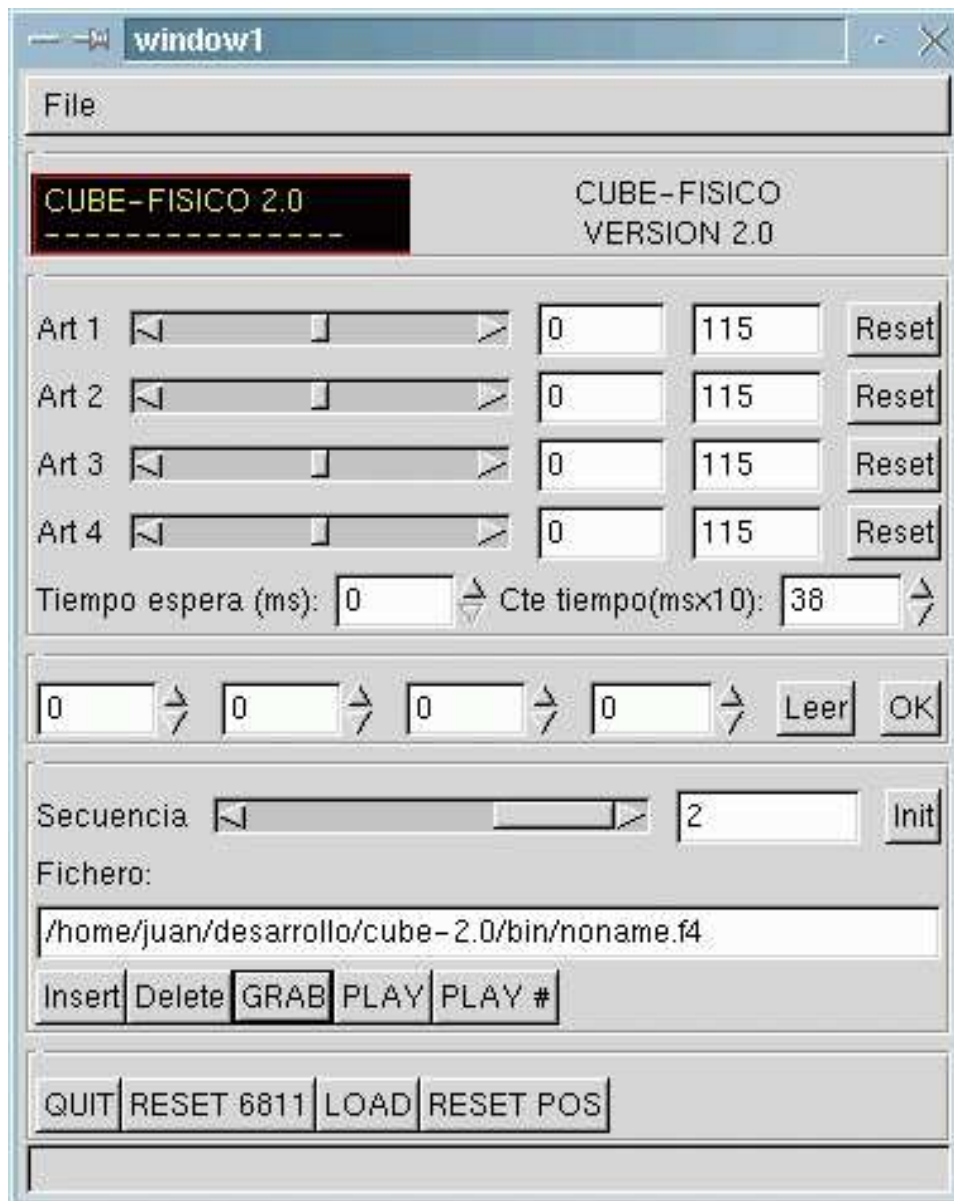 window1
File
CUBE-FISICO 2.0
---------------
CUBE-FISICO
VERSION 2.0
Art 1 0 115 Reset
Art 2 0 115 Reset
Art 3 0 115 Reset
Art 4 0 115 Reset
Tiempo espera (ms): 0 Cte tiempo(msx10): 38
0 0 0 0 Leer OK
Secuencia 2 Init
Fichero:
/home/juan/desarrollo/cube-2.0/bin/noname.f4
Insert Delete GRAB PLAY PLAY #
QUIT RESET 6811 LOAD RESET POS